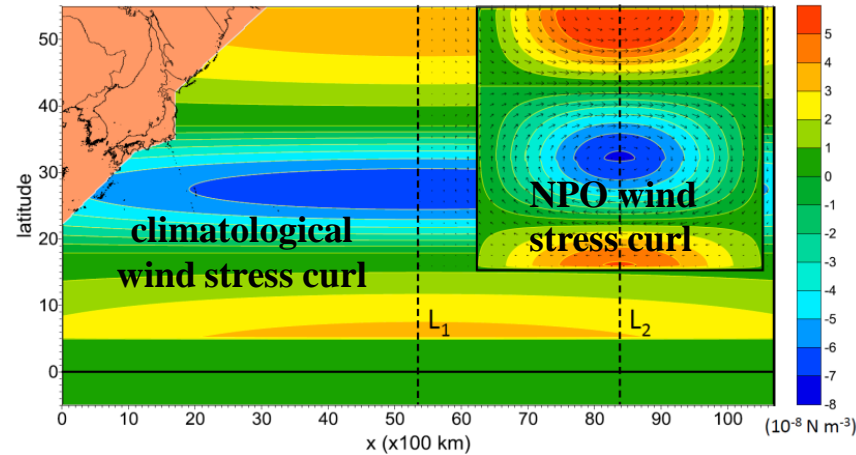 50
40
30
20
10
0
latitude
climatological
wind stress curl
NPO wind
stress curl
L₁
L₂
0 10 20 30 40 50 60 70 80 90 100
x (x100 km)
5
4
3
2
1
0
-1
-2
-3
-4
-5
-6
-7
-8
(10⁻⁸ N m⁻³)